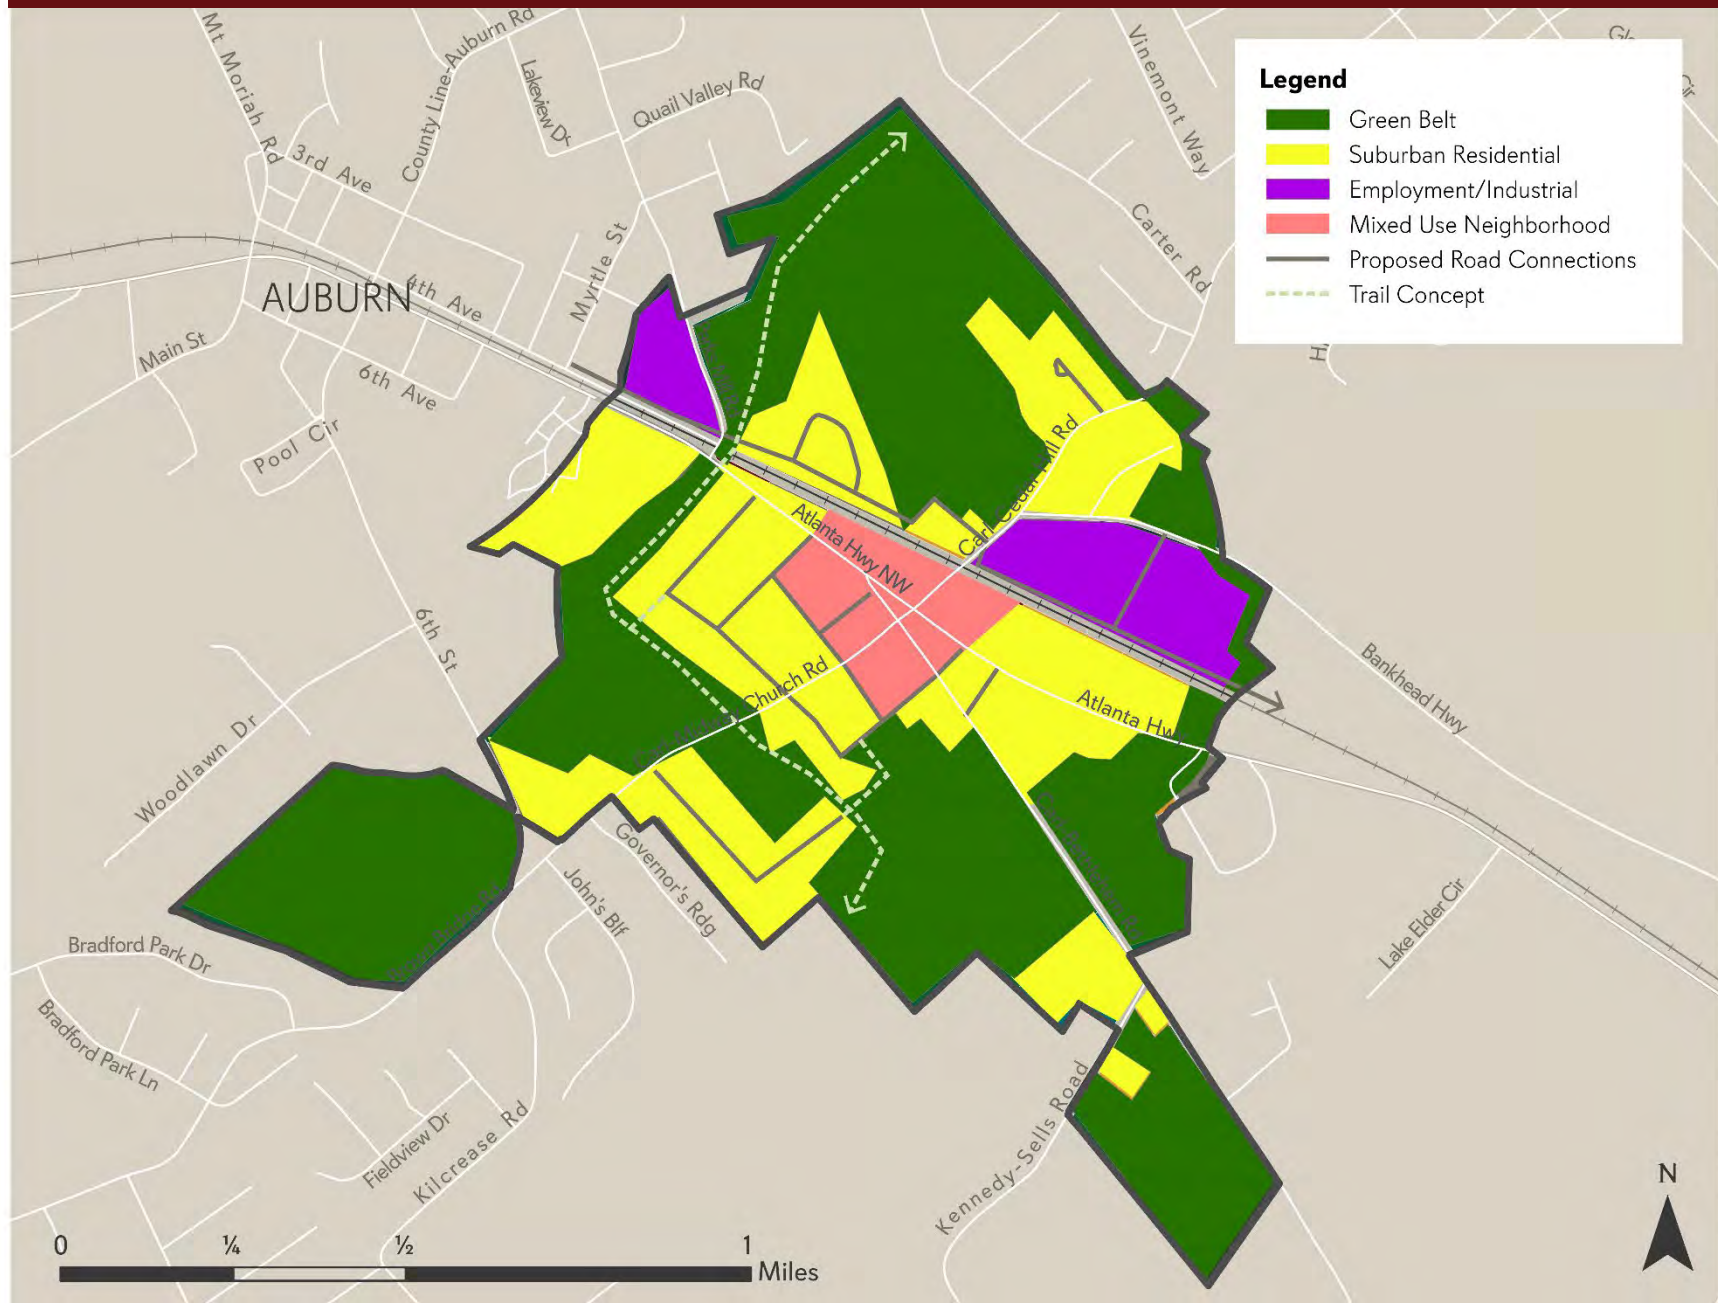 Mt Moriah Rd
County Line-Auburn Rd
Lakeview Dr
Quail Valley Rd
Vinemont Way
Legend
Green Belt
Suburban Residential
Employment/Industrial
Mixed Use Neighborhood
Proposed Road Connections
Trail Concept
3rd Ave
Carter Rd
Myrtle St
AUBURN
4th Ave
Main St
6th Ave
Pool Cir
Carl-Cedar Hill Rd
Atlanta Hwy NW
6th St
Bankhead Hwy
Church Rd
Atlanta Hwy
Woodlawn Dr
Governor's Rdg
John's Blf
Lake Elder Cir
Bradford Park Dr
Bradford Park Ln
Kennedy-Sells Road
Fieldview Dr
Kilcrease Rd
N
0
¼
½
1
Miles